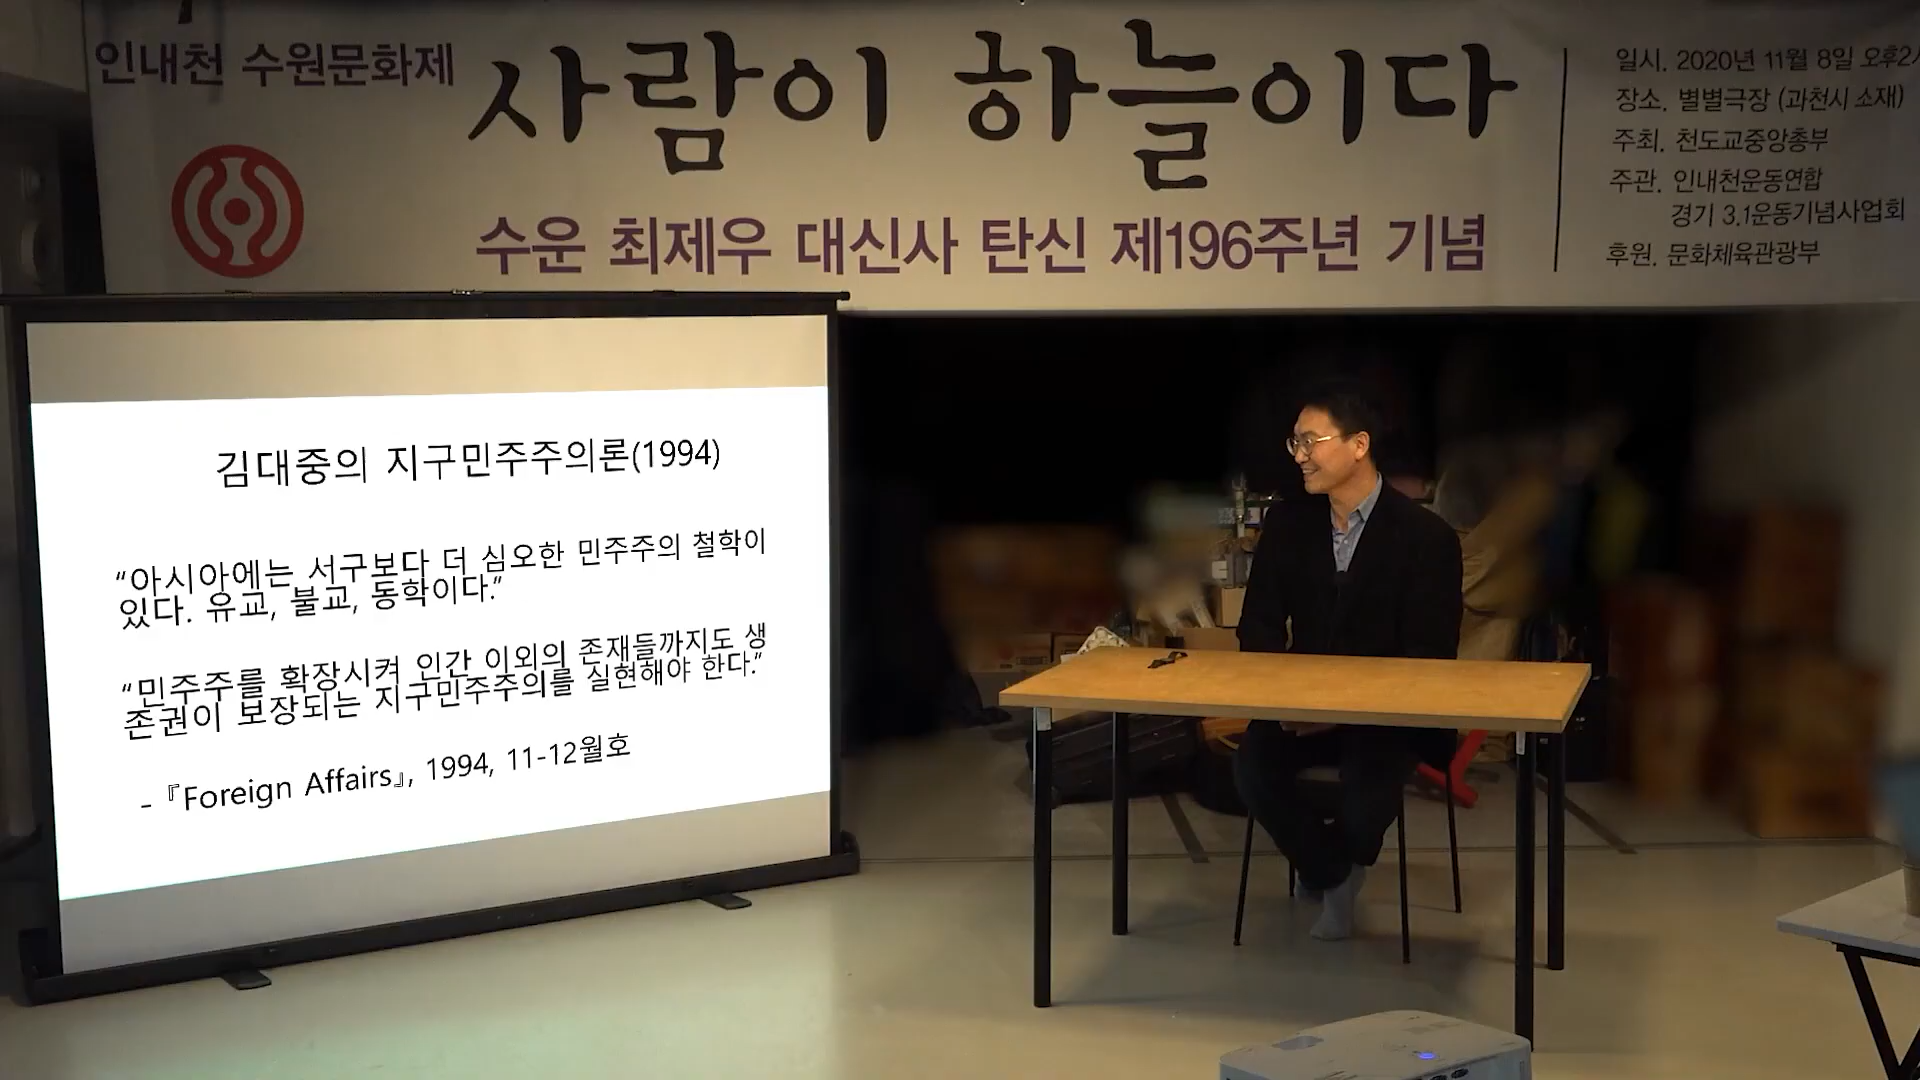 인내천 수원문화제
사람이 하늘이다
수운 최제우 대신사 탄신 제196주년 기념
일시. 2020년 11월 8일 오후2
장소. 별별극장 (과천시 소재)
주최. 천도교중앙총부
주관. 인내천운동연합
경기 3.1운동기념사업회
후원. 문화체육관광부
김대중의 지구민주주의론(1994)
“아시아에는 서구보다 더 심오한 민주주의 철학이
있다. 유교, 불교, 동학이다.”
“민주주를 확장시켜 인간 이외의 존재들까지도 생
존권이 보장되는 지구민주주의를 실현해야 한다.”
- 『Foreign Affairs』, 1994, 11-12월호